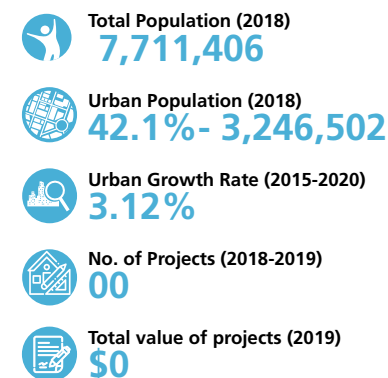 Total Population (2018)
7,711,406
Urban Population (2018)
42.1%- 3,246,502
Urban Growth Rate (2015-2020)
3.12%
No. of Projects (2018-2019)
00
Total value of projects (2019)
$0